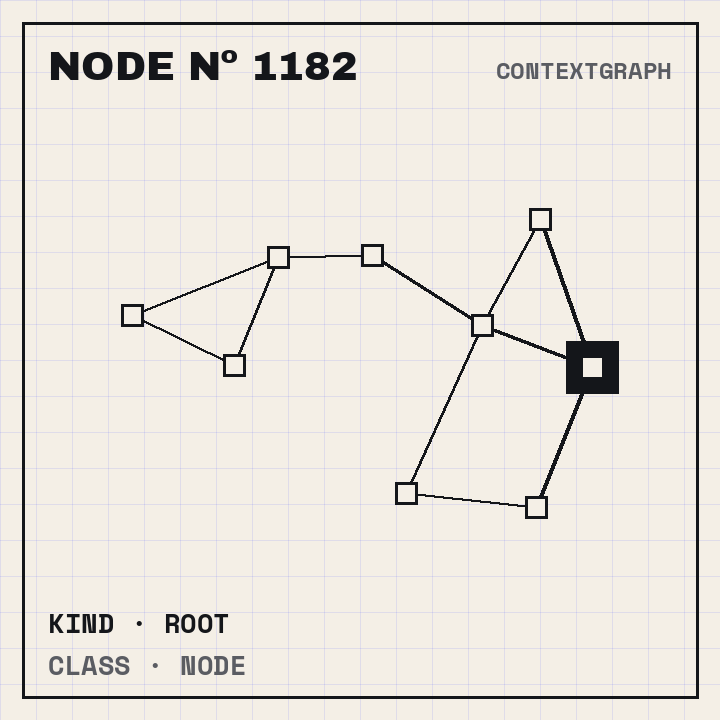 NODE Nº 1182
CONTEXTGRAPH
KIND · ROOT
CLASS · NODE